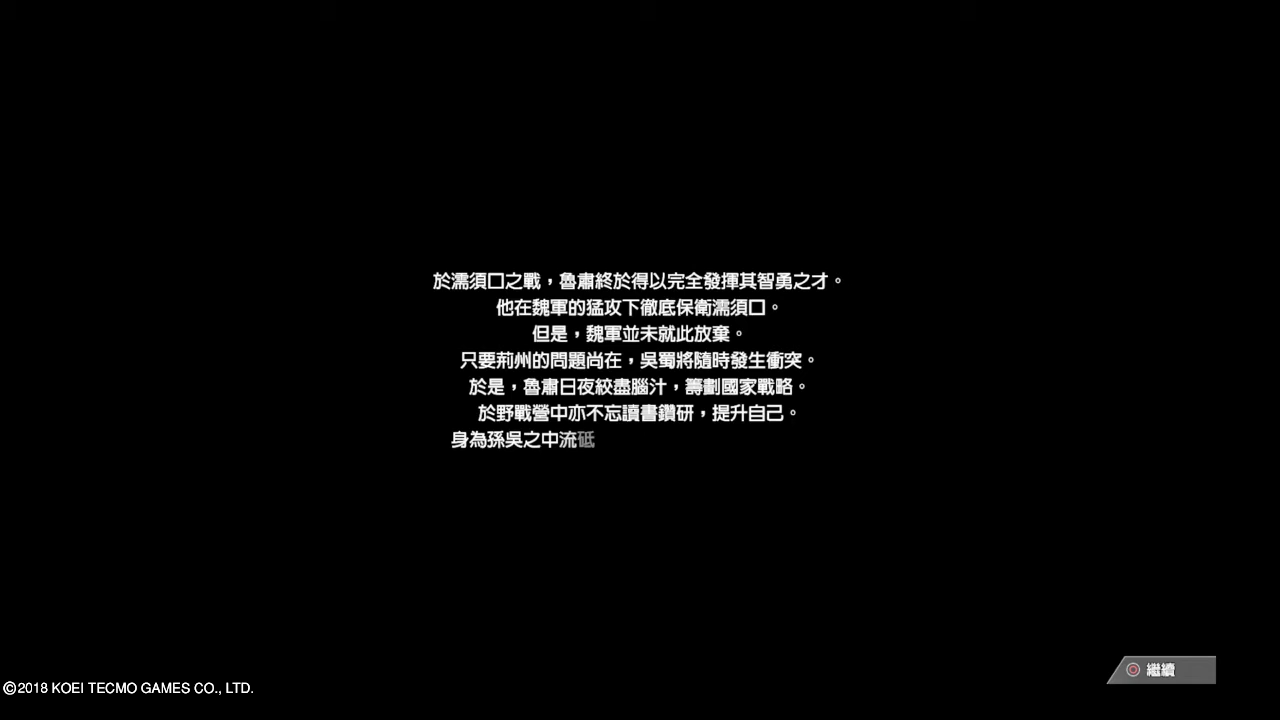 於濡須口之戰，魯肅終於得以完全發揮其智勇之才。
他在魏軍的猛攻下徹底保衛濡須口。
但是，魏軍並未就此放棄。
只要荊州的問題尚在，吳蜀將隨時發生衝突。
於是，魯肅日夜絞盡腦汁，籌劃國家戰略。
於野戰營中亦不忘讀書鑽研，提升自己。
身為孫吳之中流砥
繼續
©2018 KOEI TECMO GAMES CO., LTD.